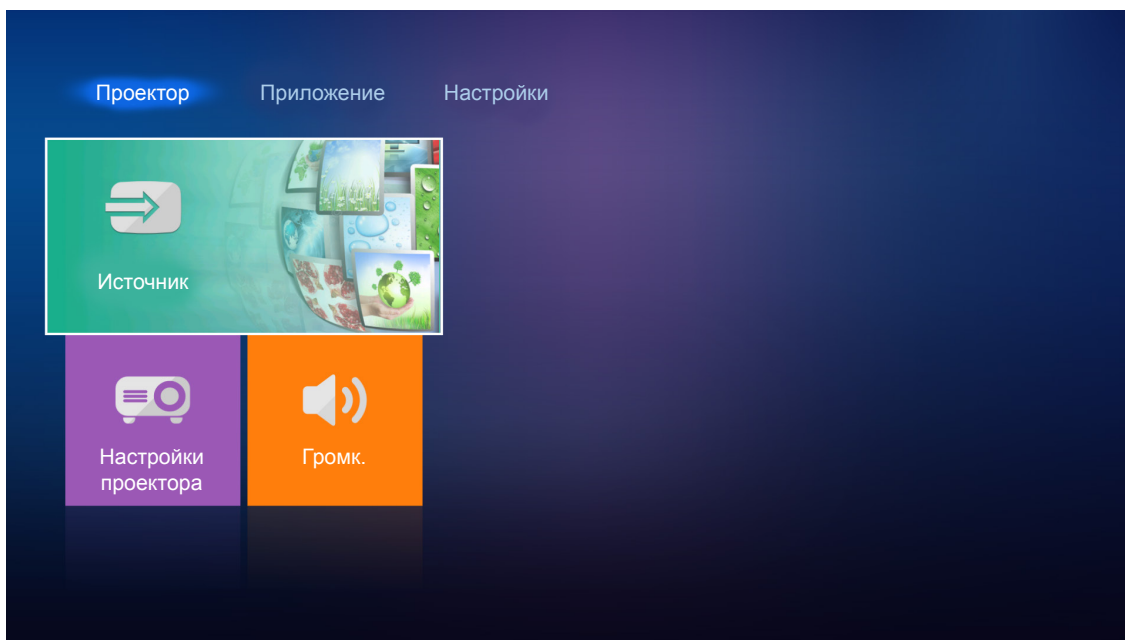 Проектор Приложение Настройки
Источник
Настройки Громк.
проектора